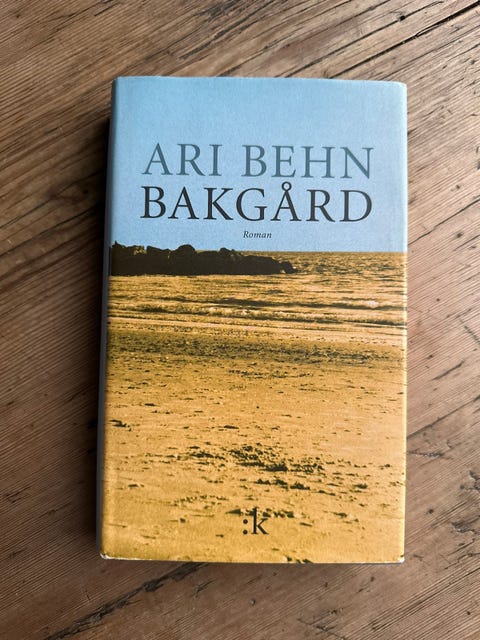 ARI BEHN
BAKGÅRD
Roman
:k